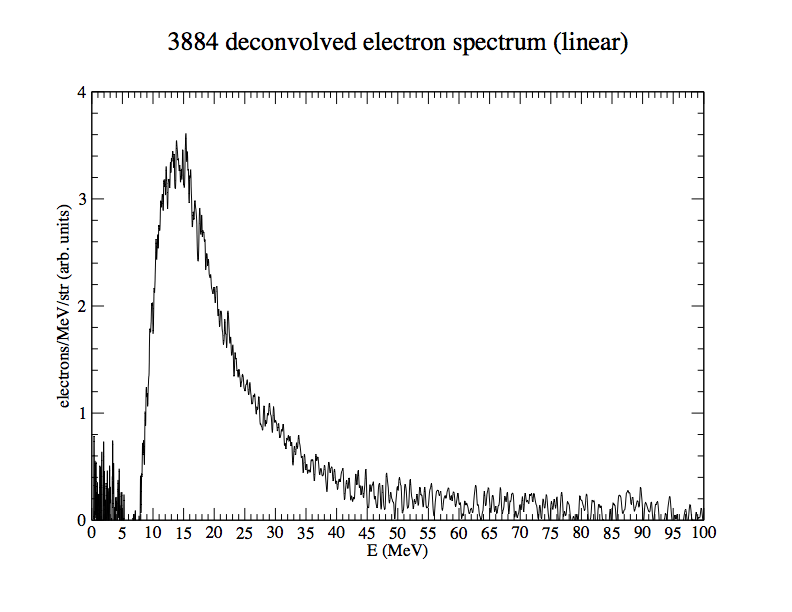 3884 deconvolved electron spectrum (linear)
4
3
2
1
0
electrons/MeV/str (arb. units)
0 5 10 15 20 25 30 35 40 45 50 55 60 65 70 75 80 85 90 95 100
E (MeV)